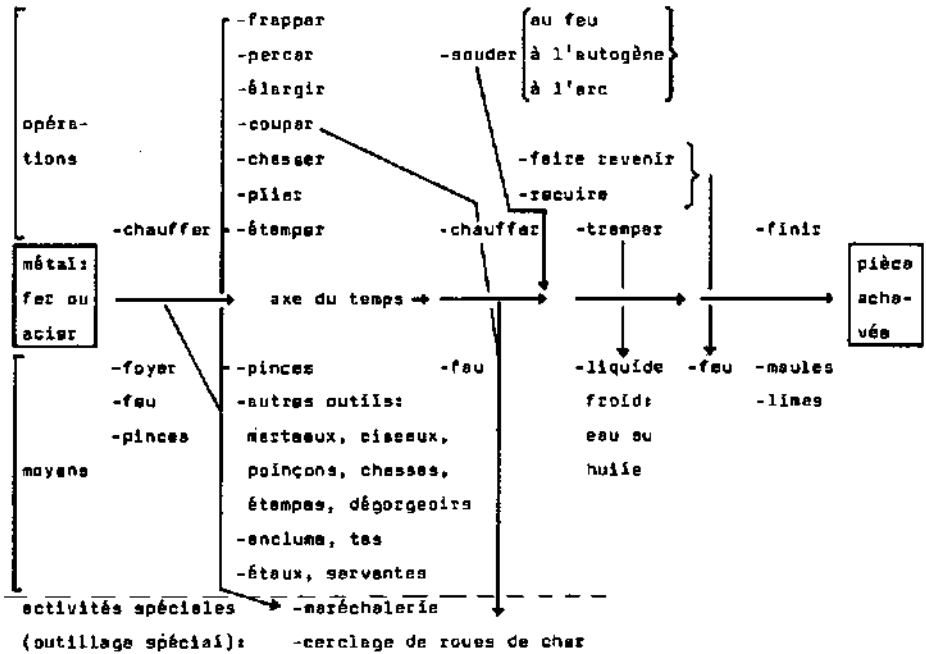 -frapper
-percer
-élargir
-couper
-chasser
-plier
-étamper
-souder
au feu
à l'autogène
à l'arc
opéra-
tions
-faire revenir
-recuire
-chauffer
-chauffer
-tremper
-finir
métal:
fer ou
acier
axe du temps
pièce
ache-
vée
moyens
-foyer
-feu
-pinces
-pinces
-autres outils:
marteaux, ciseaux,
poinçons, chasses,
étampes, dégorgeoirs
-enclume, tas
-étaux, servantes
-feu
-liquide
froid:
eau ou
huile
-feu
-meules
-limes
activités spéciales
(outillage spécial):
-maréchalerie
-cerclage de roues de char